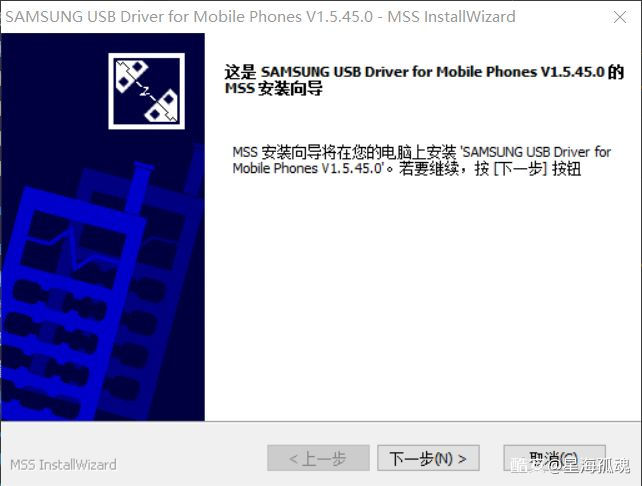 SAMSUNG USB Driver for Mobile Phones V1.5.45.0 - MSS InstallWizard
这是 SAMSUNG USB Driver for Mobile Phones V1.5.45.0 的
MSS 安装向导
MSS 安装向导将在您的电脑上安装 'SAMSUNG USB Driver for
Mobile Phones V1.5.45.0'。若要继续，按 [下一步] 按钮
Z
MSS InstallWizard
< 上一步
下一步(N) >
取消(C)
酷安@星海孤魂